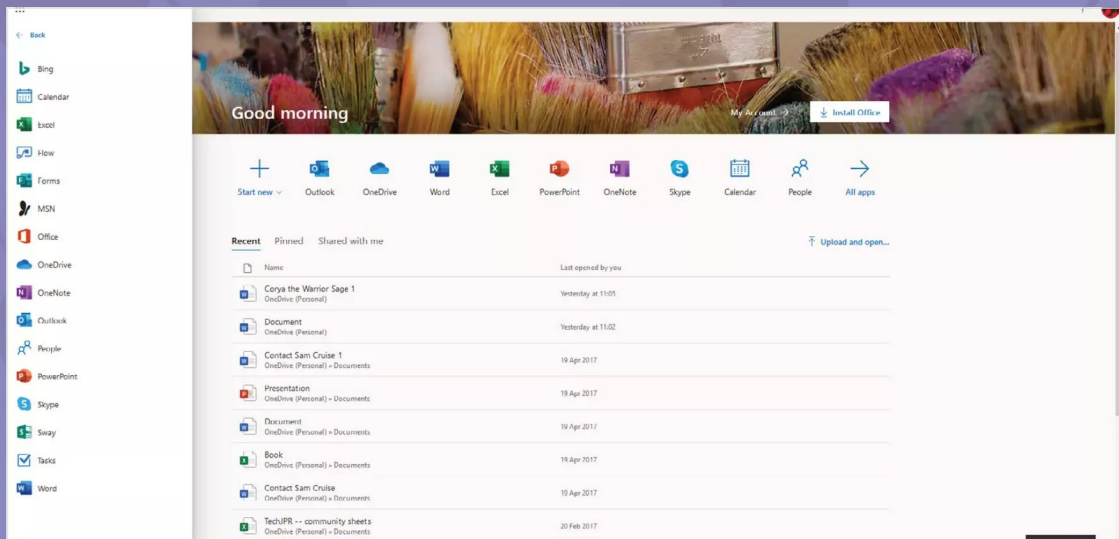 Back
Bing
Calendar
Excel
Flow
Forms
MSN
Office
OneDrive
OneNote
Outlook
People
PowerPoint
Skype
Sway
Tasks
Word
Good morning
My Account → Install Office
Start new Outlook OneDrive Word Excel PowerPoint OneNote Skype Calendar People All apps
Recent Pinned Shared with me Upload and open...
Name Last opened by you
Corya the Warrior Sage 1
OneDrive (Personal)
Yesterday at 11:05
Document
OneDrive (Personal)
Yesterday at 11:02
Contact Sam Cruise 1
OneDrive (Personal) » Documents
19 Apr 2017
Presentation
OneDrive (Personal) » Documents
19 Apr 2017
Document
OneDrive (Personal) » Documents
19 Apr 2017
Book
OneDrive (Personal) » Documents
19 Apr 2017
Contact Sam Cruise
OneDrive (Personal) » Documents
19 Apr 2017
TechJPR -- community sheets
OneDrive (Personal) » Documents
20 Feb 2017